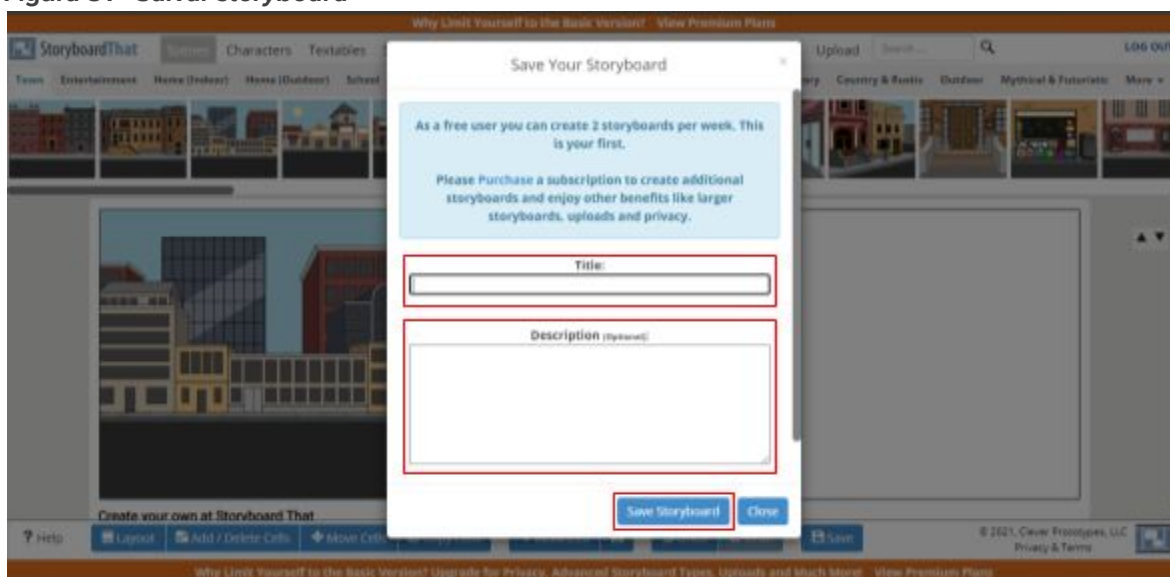 Why Limit Yourself to the Basic Version? View Premium Plans
StoryboardThat
Scenes Characters Textables
Upload Search...
LOG OUT
Town Entertainment Home (Indoor) Home (Outdoor) School
Country & Rustic Outdoor Mythical & Futuristic More
Save Your Storyboard
×
As a free user you can create 2 storyboards per week. This
is your first.
Please Purchase a subscription to create additional
storyboards and enjoy other benefits like larger
storyboards, uploads and privacy.
Title:
Description (Optional):
Save Storyboard Close
Create your own at Storyboard That
? Help Layout Add / Delete Cells Move Cells Save
© 2021, Clever Prototypes, LLC
Privacy & Terms
Why Limit Yourself to the Basic Version? Upgrade for Privacy, Advanced Storyboard Types, Uploads and Much More! View Premium Plans